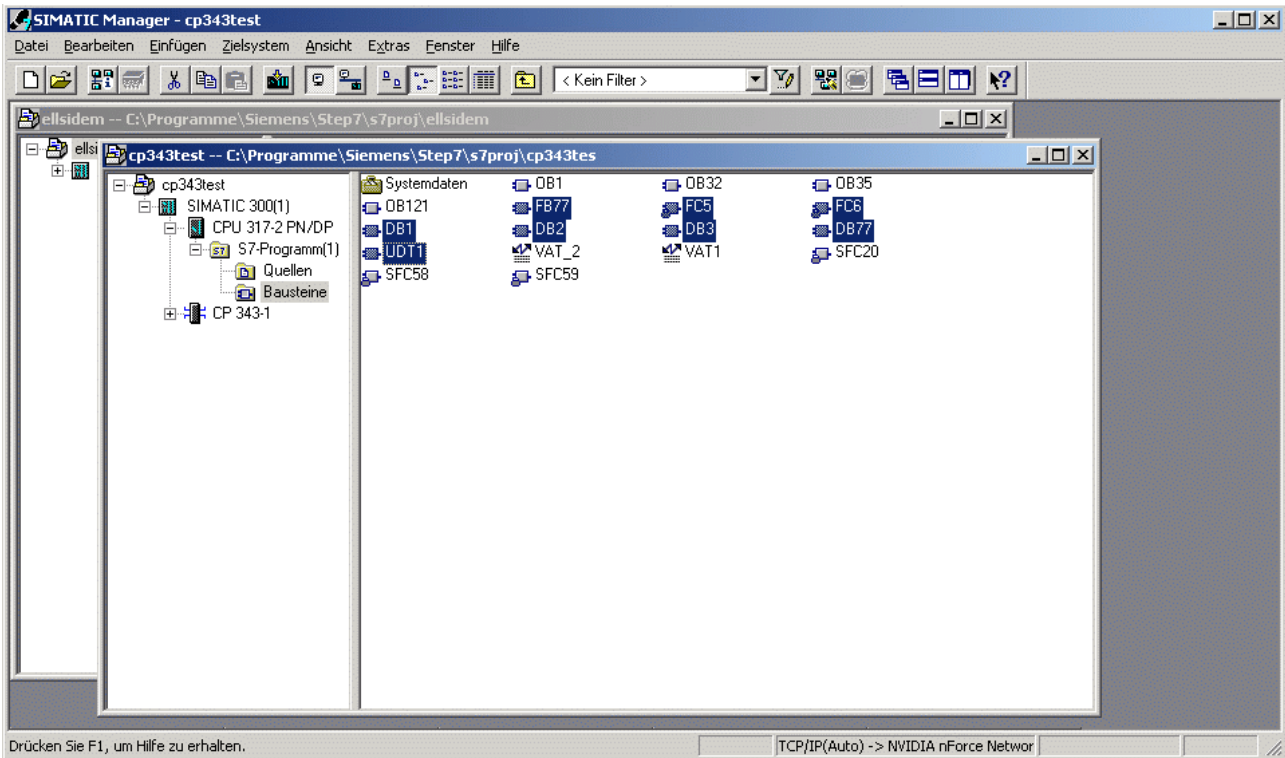 SIMATIC Manager - cp343test
Datei Bearbeiten Einfügen Zielsystem Ansicht Extras Fenster Hilfe
< Kein Filter >
ellsidem -- C:\Programme\Siemens\Step7\s7proj\ellsidem
ellsi
cp343test -- C:\Programme\Siemens\Step7\s7proj\cp343tes
cp343test
SIMATIC 300(1)
CPU 317-2 PN/DP
S7-Programm(1)
Quellen
Bausteine
CP 343-1
Systemdaten OB1 OB32 OB35
OB121 FB77 FC5 FC6
DB1 DB2 DB3 DB77
UDT1 VAT_2 VAT1 SFC20
SFC58 SFC59
Drücken Sie F1, um Hilfe zu erhalten.
TCP/IP(Auto) -> NVIDIA nForce Networ